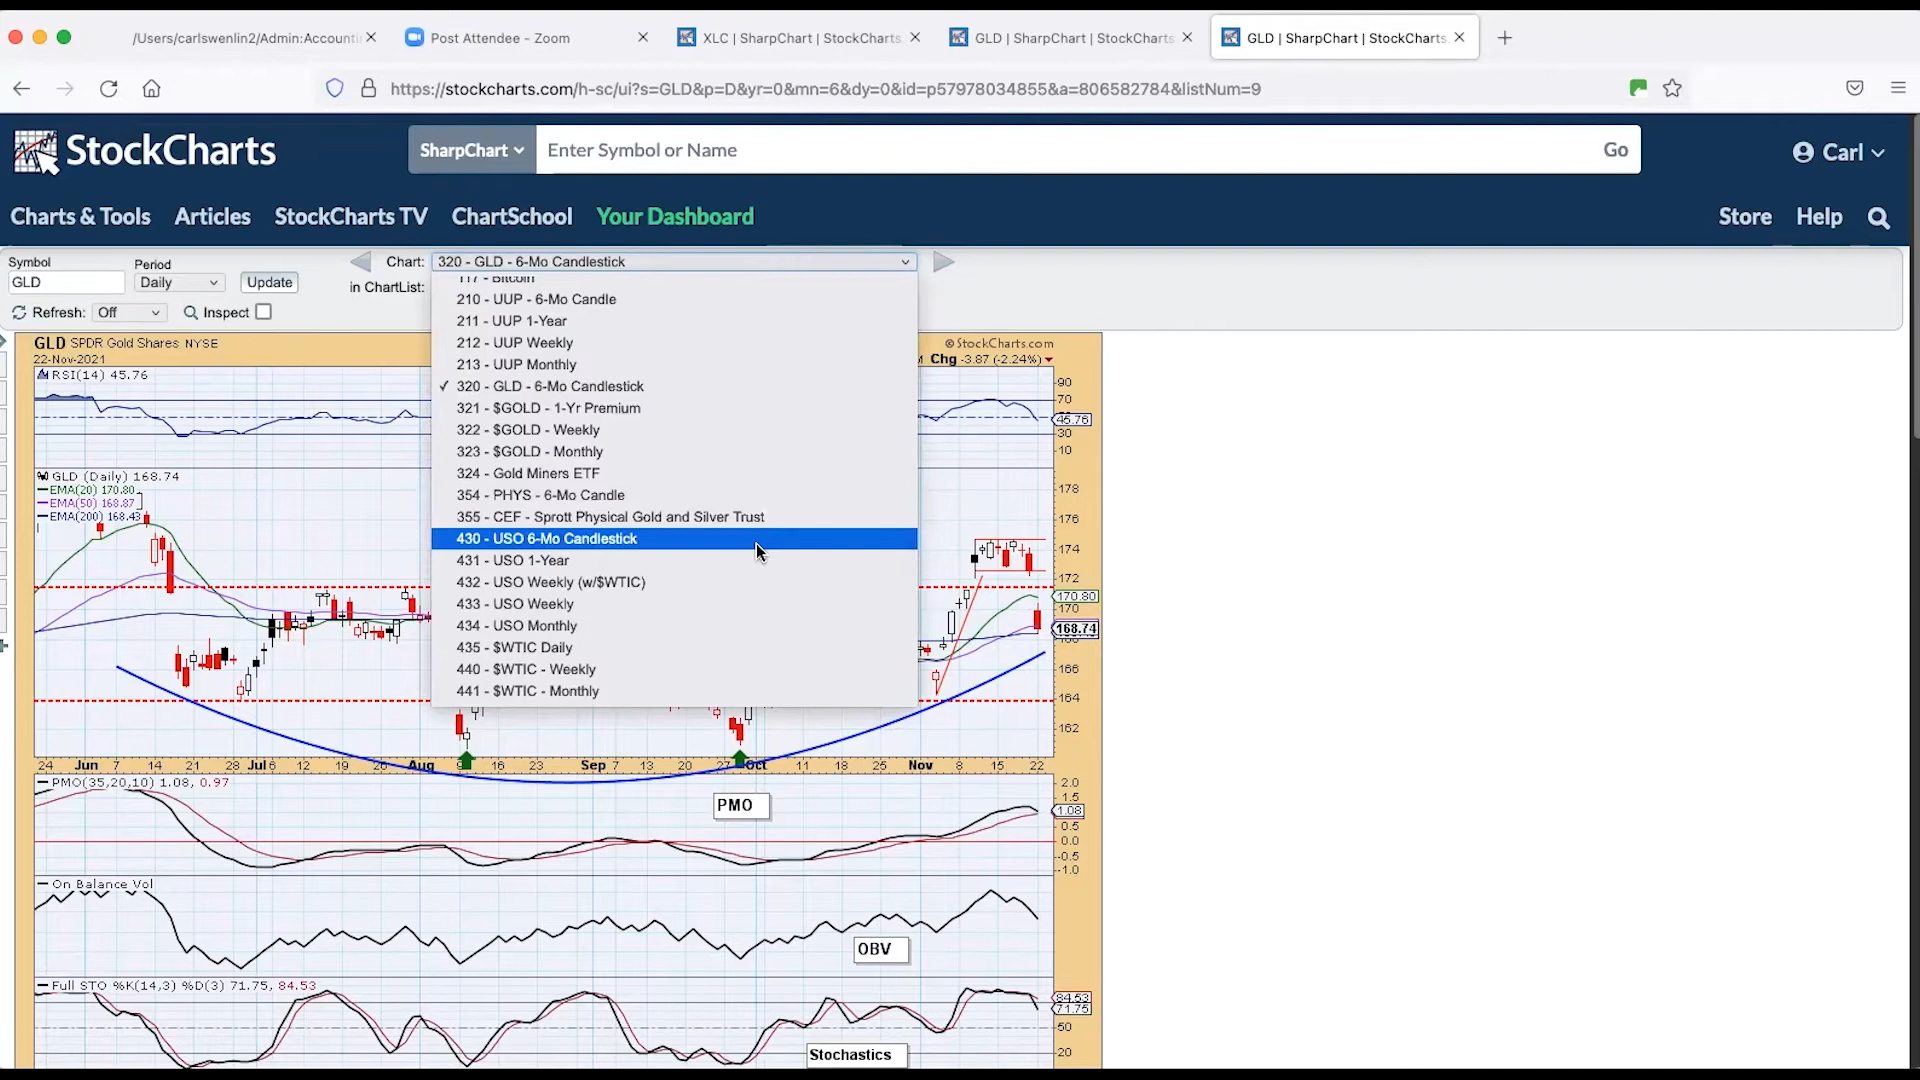 /Users/carlswenlin2/Admin:Accountin
Post Attendee - Zoom
XLC | SharpChart | StockCharts.
GLD | SharpChart | StockCharts
GLD | SharpChart | StockCharts.
https://stockcharts.com/h-sc/ui?s=GLD&p=D&yr=0&mn=6&dy=0&id=p57978034855&a=806582784&listNum=9
StockCharts
SharpChart
Enter Symbol or Name
Go
Carl
Charts & Tools
Articles
StockCharts TV
ChartSchool
Your Dashboard
Store
Help
Symbol
Period
GLD
Daily
Update
Refresh:
Off
Inspect
Chart:
320 - GLD - 6-Mo Candlestick
in ChartList:
117 - Bitcoin
210 - UUP - 6-Mo Candle
211 - UUP 1-Year
212 - UUP Weekly
213 - UUP Monthly
✓ 320 - GLD - 6-Mo Candlestick
321 - $GOLD - 1-Yr Premium
322 - $GOLD - Weekly
323 - $GOLD - Monthly
324 - Gold Miners ETF
354 - PHYS - 6-Mo Candle
355 - CEF - Sprott Physical Gold and Silver Trust
430 - USO 6-Mo Candlestick
431 - USO 1-Year
432 - USO Weekly (w/$WTIC)
433 - USO Weekly
434 - USO Monthly
435 - $WTIC Daily
440 - $WTIC - Weekly
441 - $WTIC - Monthly
GLD SPDR Gold Shares NYSE
© StockCharts.com
22-Nov-2021
Chg -3.87 (-2.24%)
RSI(14) 45.76
90
70
45.76
30
10
GLD (Daily) 168.74
EMA(20) 170.80
EMA(50) 168.87
EMA(200) 168.43
178
176
174
172
170.80
170
168.74
166
164
162
24 Jun 7 14 21 28 Jul 6 12 19 26 Aug 9 16 23 Sep 7 13 20 27 Oct 11 18 25 Nov 8 15 22
PMO(35,20,10) 1.08, 0.97
2.0
1.5
1.08
0.5
0.0
-0.5
-1.0
PMO
On Balance Vol
OBV
Full STO %K(14,3) %D(3) 71.75, 84.53
84.53
71.75
50
20
Stochastics